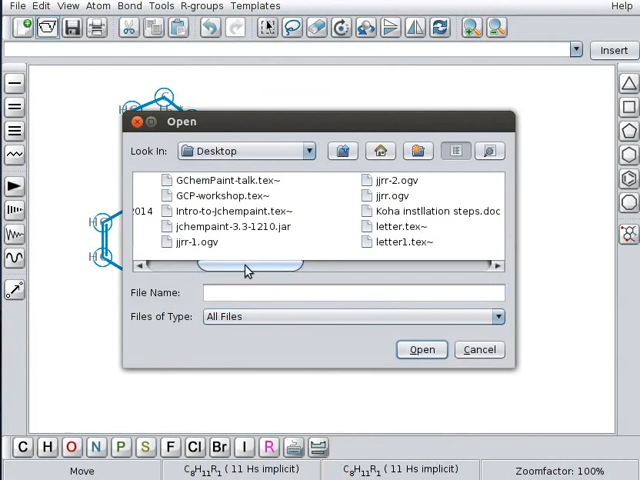 File Edit View Atom Bond Tools R-groups Templates Help
Insert
C
H
H
Open
Look In: Desktop
GChemPaint-talk.tex~ jjrr-2.ogv
GCP-workshop.tex~ jjrr.ogv
2014 Intro-to-Jchempaint.tex~ Koha instllation steps.doc
jchempaint-3.3-1210.jar letter.tex~
jjrr-1.ogv letter1.tex~
File Name:
Files of Type: All Files
Open Cancel
C H O N P S F Cl Br I R
Move C8H11R1 ( 11 Hs implicit) C8H11R1 ( 11 Hs implicit) Zoomfactor: 100%